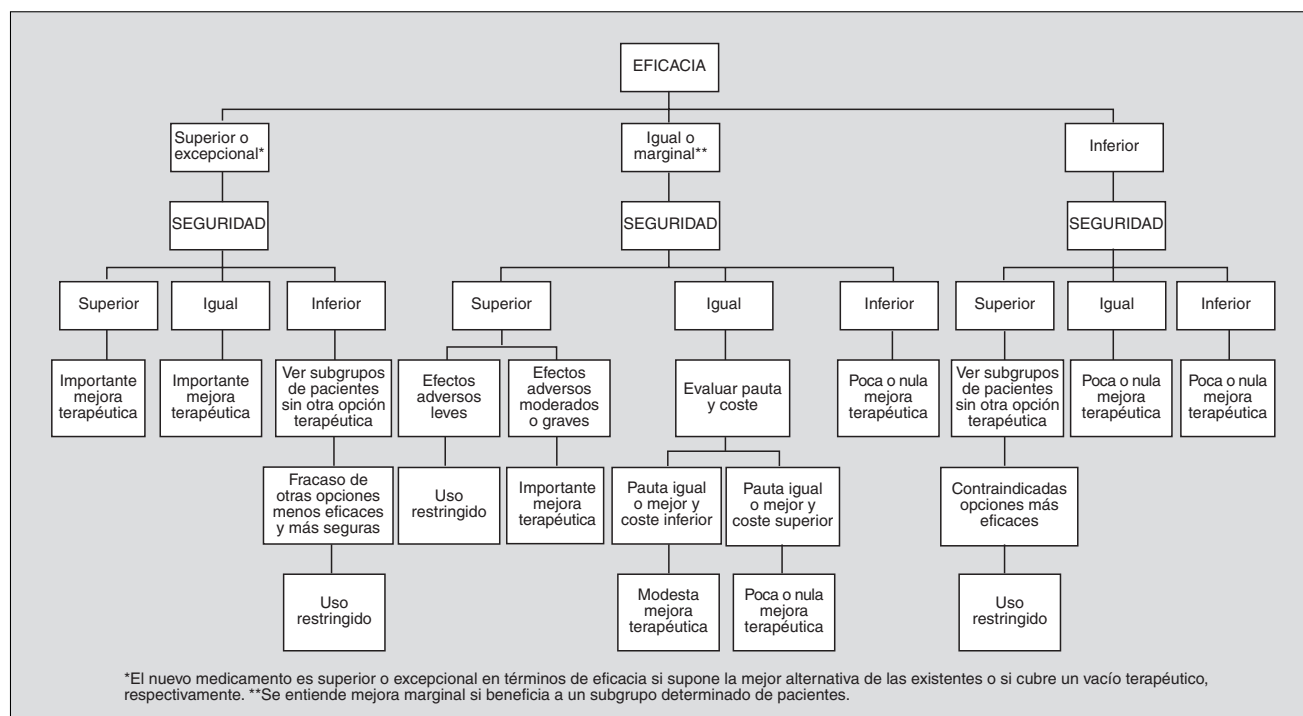 EFICACIA
Superior o
excepcional*
Igual o
marginal**
Inferior
SEGURIDAD
SEGURIDAD
SEGURIDAD
Superior
Igual
Inferior
Superior
Igual
Inferior
Superior
Igual
Inferior
Importante
mejora
terapéutica
Importante
mejora
terapéutica
Ver subgrupos
de pacientes
sin otra opción
terapéutica
Efectos
adversos
leves
Efectos
adversos
moderados
o graves
Evaluar pauta
y coste
Poca o nula
mejora
terapéutica
Ver subgrupos
de pacientes
sin otra opción
terapéutica
Poca o nula
mejora
terapéutica
Poca o nula
mejora
terapéutica
Fracaso de
otras opciones
menos eficaces
y más seguras
Uso
restringido
Importante
mejora
terapéutica
Pauta igual
o mejor y
coste inferior
Pauta igual
o mejor y
coste superior
Contraindicadas
opciones más
eficaces
Uso
restringido
Modesta
mejora
terapéutica
Poca o nula
mejora
terapéutica
Uso
restringido
*El nuevo medicamento es superior o excepcional en términos de eficacia si supone la mejor alternativa de las existentes o si cubre un vacío terapéutico,
respectivamente. **Se entiende mejora marginal si beneficia a un subgrupo determinado de pacientes.